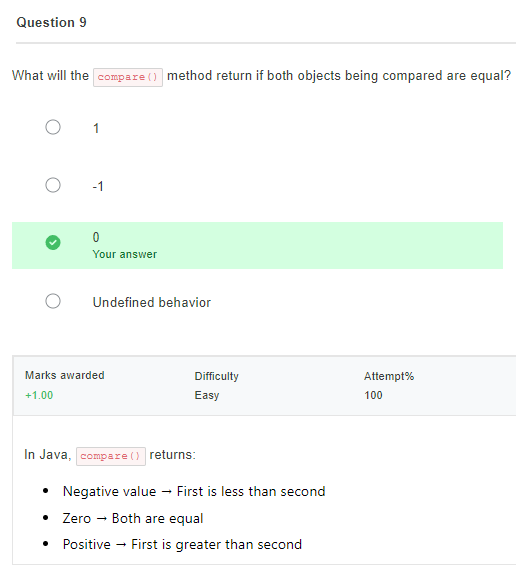 Question 9
What will the compare() method return if both objects being compared are equal?
1
-1
0
Your answer
Undefined behavior
Marks awarded Difficulty Attempt%
+1.00 Easy 100
In Java, compare() returns:
• Negative value → First is less than second
• Zero → Both are equal
• Positive → First is greater than second